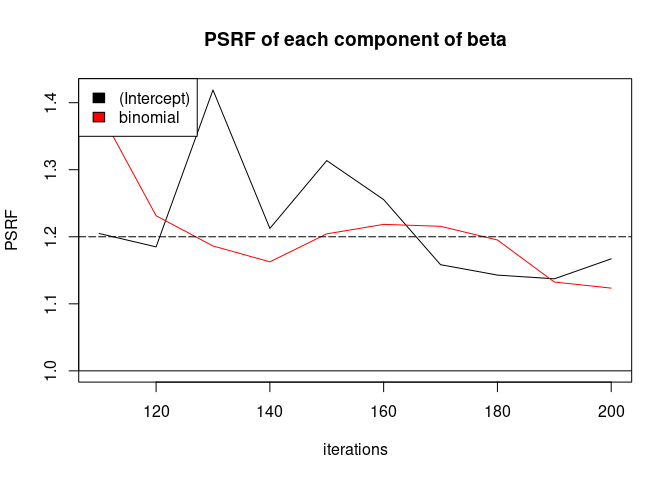 PSRF of each component of beta
(Intercept)
binomial
PSRF
1.4
1.3
1.2
1.1
1.0
120 140 160 180 200
iterations